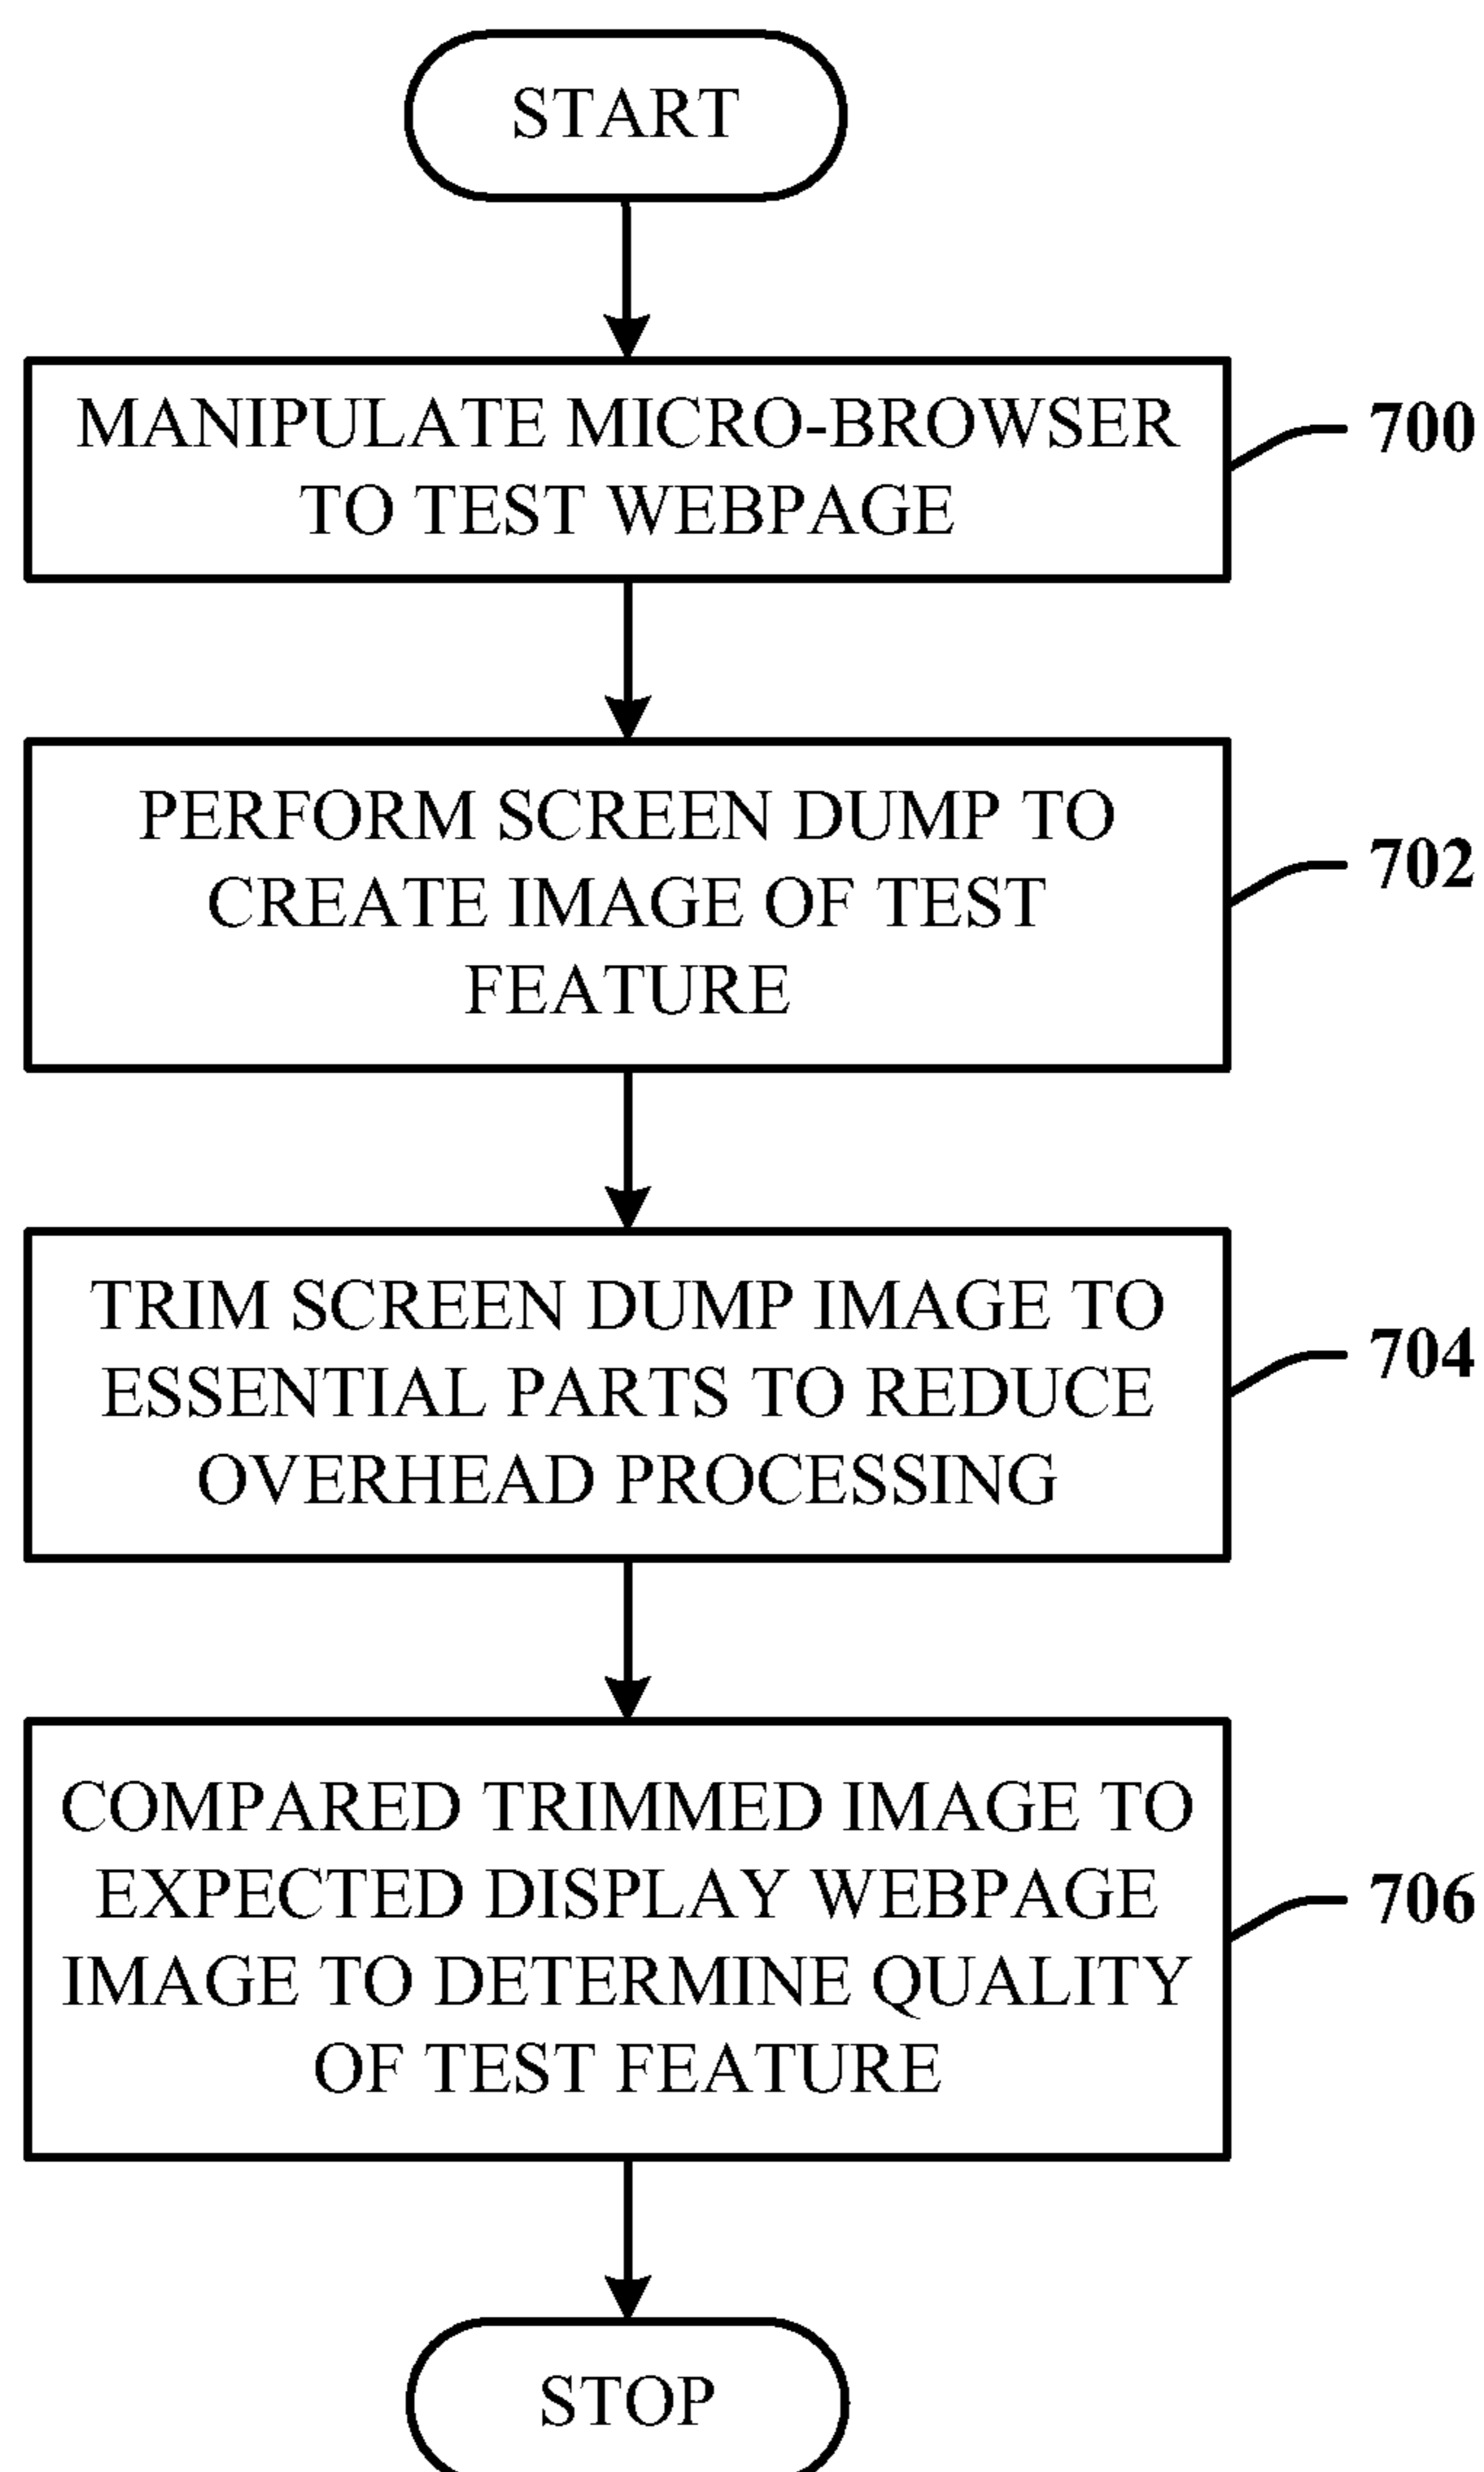 START
MANIPULATE MICRO-BROWSER
TO TEST WEBPAGE
700
PERFORM SCREEN DUMP TO
CREATE IMAGE OF TEST
FEATURE
702
TRIM SCREEN DUMP IMAGE TO
ESSENTIAL PARTS TO REDUCE
OVERHEAD PROCESSING
704
COMPARED TRIMMED IMAGE TO
EXPECTED DISPLAY WEBPAGE
IMAGE TO DETERMINE QUALITY
OF TEST FEATURE
706
STOP